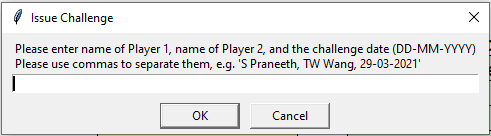 Issue Challenge
Please enter name of Player 1, name of Player 2, and the challenge date (DD-MM-YYYY)
Please use commas to separate them, e.g. 'S Praneeth, TW Wang, 29-03-2021'
OK
Cancel